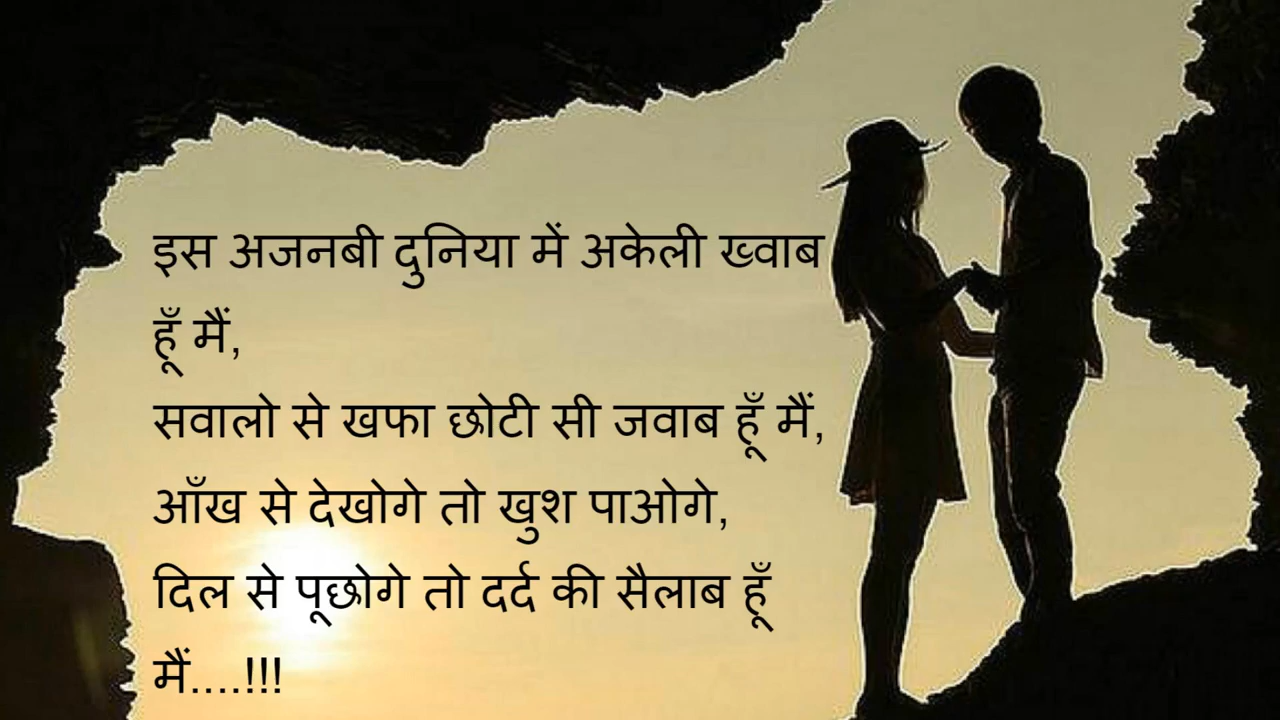 इस अजनबी दुनिया में अकेली ख्वाब
हूँ मैं,
सवालो से खफा छोटी सी जवाब हूँ मैं,
आँख से देखोगे तो खुश पाओगे,
दिल से पूछोगे तो दर्द की सैलाब हूँ
मैं....!!!